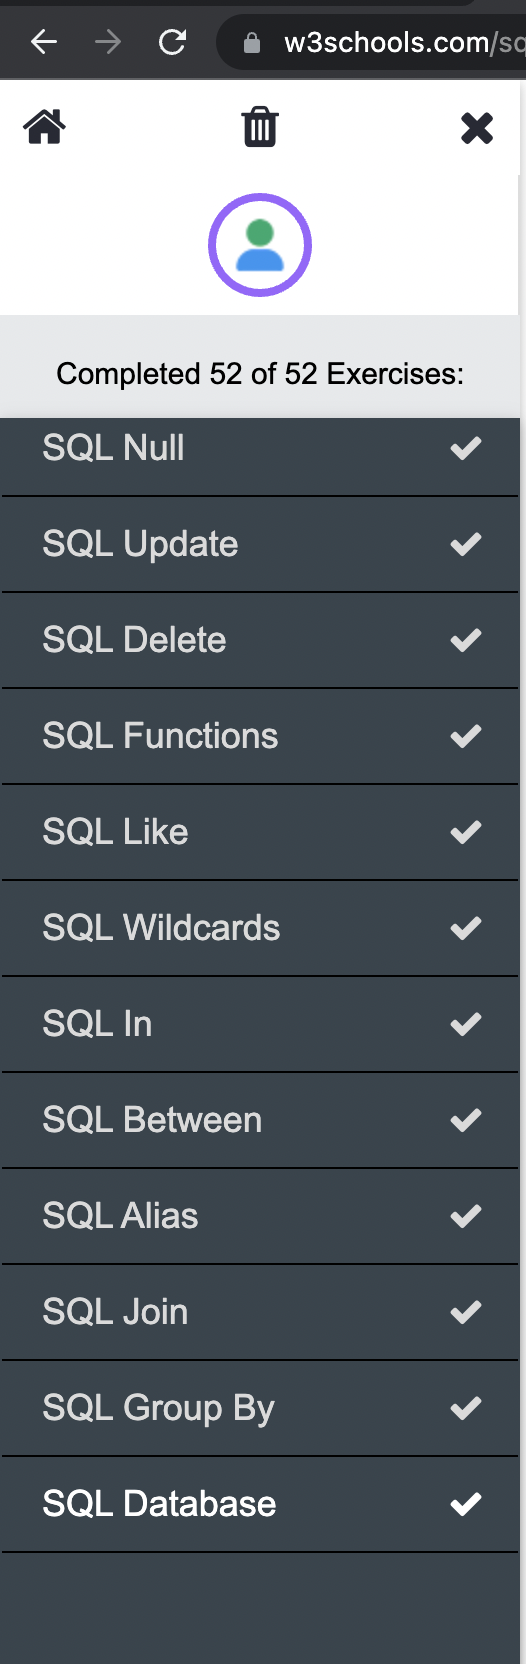 w3schools.com/sq
Completed 52 of 52 Exercises:
SQL Null
SQL Update
SQL Delete
SQL Functions
SQL Like
SQL Wildcards
SQL In
SQL Between
SQL Alias
SQL Join
SQL Group By
SQL Database